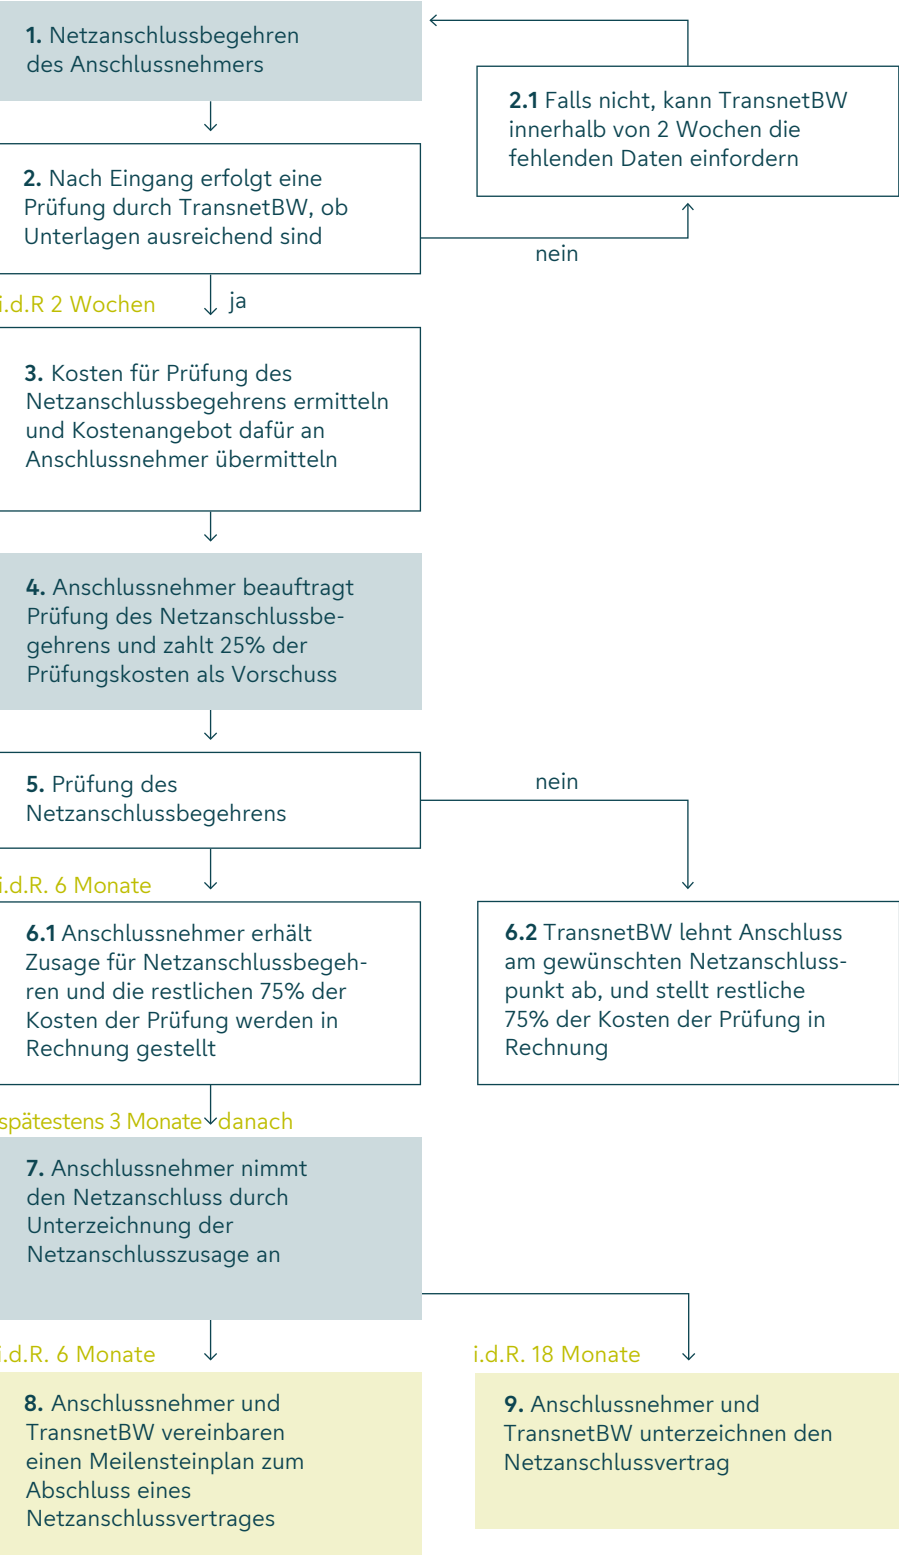 1. Netzanschlussbegehren
des Anschlussnehmers
2.1 Falls nicht, kann TransnetBW
innerhalb von 2 Wochen die
fehlenden Daten einfordern
2. Nach Eingang erfolgt eine
Prüfung durch TransnetBW, ob
Unterlagen ausreichend sind
nein
i.d.R 2 Wochen
ja
3. Kosten für Prüfung des
Netzanschlussbegehrens ermitteln
und Kostenangebot dafür an
Anschlussnehmer übermitteln
4. Anschlussnehmer beauftragt
Prüfung des Netzanschlussbe-
gehrens und zahlt 25% der
Prüfungskosten als Vorschuss
5. Prüfung des
Netzanschlussbegehrens
nein
i.d.R. 6 Monate
6.1 Anschlussnehmer erhält
Zusage für Netzanschlussbegeh-
ren und die restlichen 75% der
Kosten der Prüfung werden in
Rechnung gestellt
6.2 TransnetBW lehnt Anschluss
am gewünschten Netzanschluss-
punkt ab, und stellt restliche
75% der Kosten der Prüfung in
Rechnung
spätestens 3 Monate danach
7. Anschlussnehmer nimmt
den Netzanschluss durch
Unterzeichnung der
Netzanschlusszusage an
i.d.R. 6 Monate
i.d.R. 18 Monate
8. Anschlussnehmer und
TransnetBW vereinbaren
einen Meilensteinplan zum
Abschluss eines
Netzanschlussvertrages
9. Anschlussnehmer und
TransnetBW unterzeichnen den
Netzanschlussvertrag